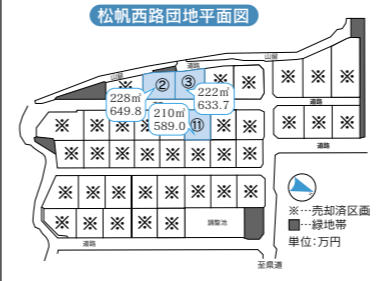 松帆西路団地平面図
山留
山留
道路
※ ② ③ ※ ※ ※ ※ ※
228㎡
649.8
222㎡
633.7
210㎡
589.0
道路
※ ※ ※ ⑪ ※ ※ ※ ※
道路
※ ※ ※ ※ ※ ※ ※ ※
※ ※ ※ ※ ※ ※ ※ ※
※ ※ ※ ※ ※ 調整池
道路
至県道
※…売却済区画
■…緑地帯
単位:万円